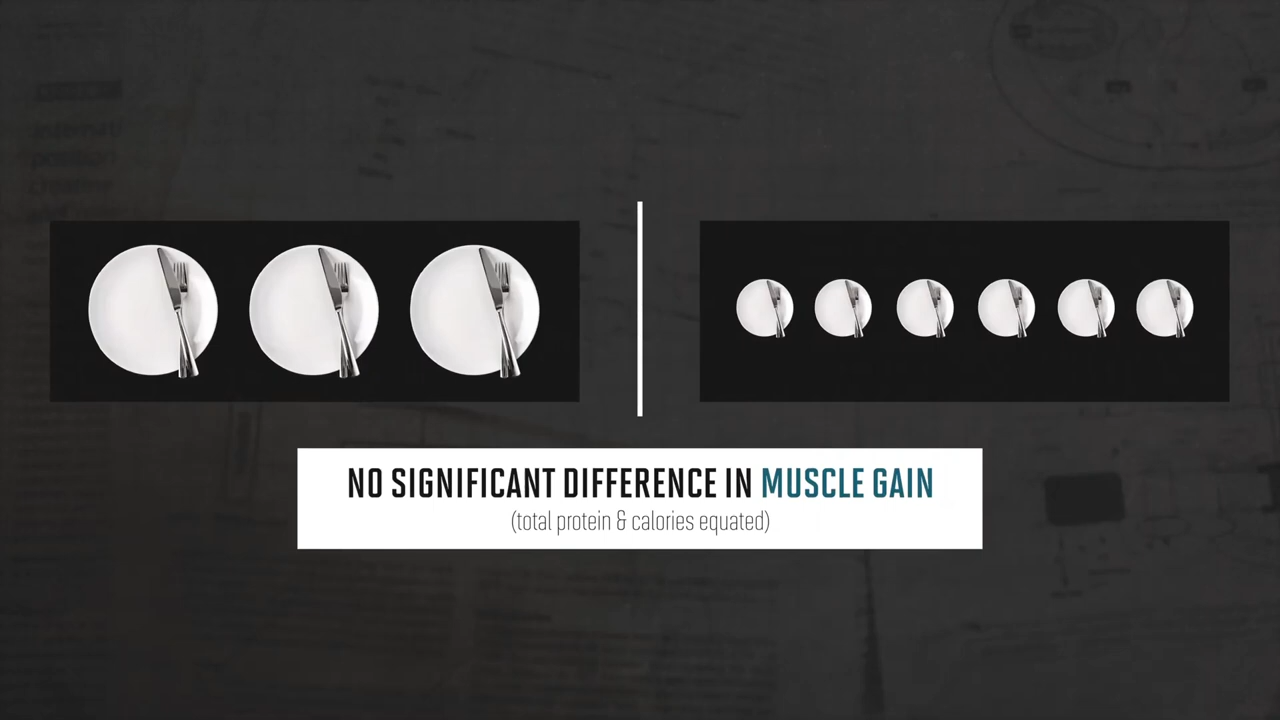 NO SIGNIFICANT DIFFERENCE IN MUSCLE GAIN
(total protein & calories equated)